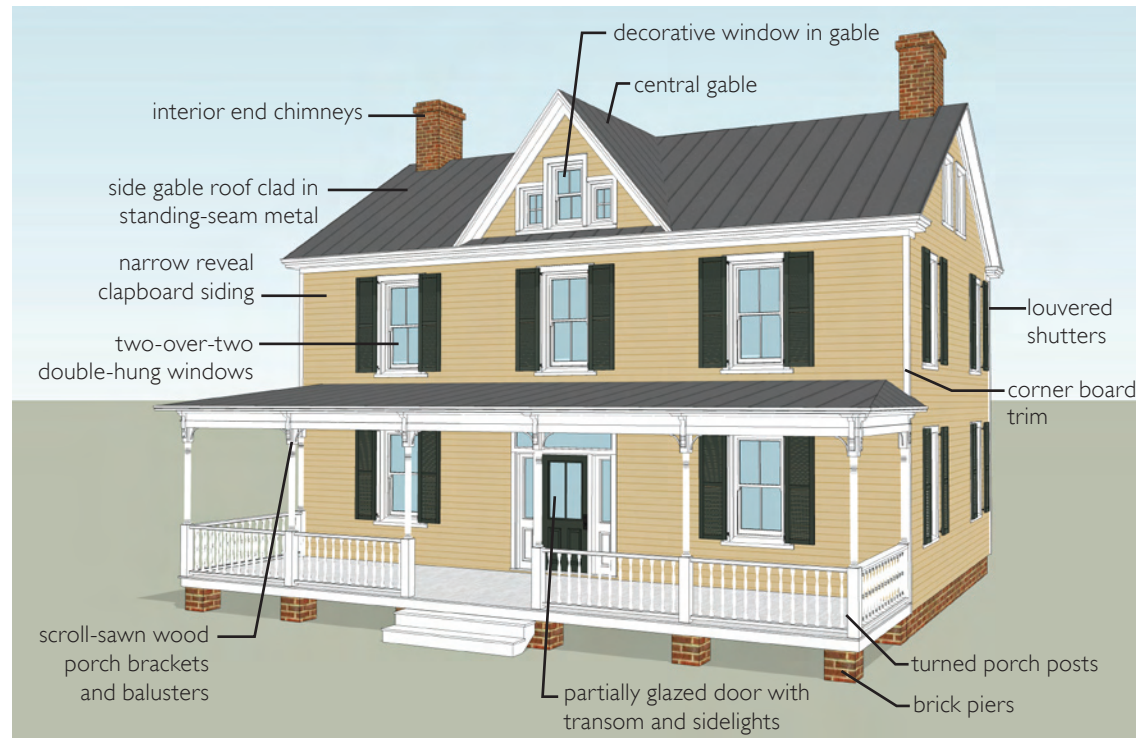 decorative window in gable
central gable
interior end chimneys
side gable roof clad in
standing-seam metal
narrow reveal
clapboard siding
two-over-two
double-hung windows
louvered
shutters
corner board
trim
scroll-sawn wood
porch brackets
and balusters
partially glazed door with
transom and sidelights
turned porch posts
brick piers